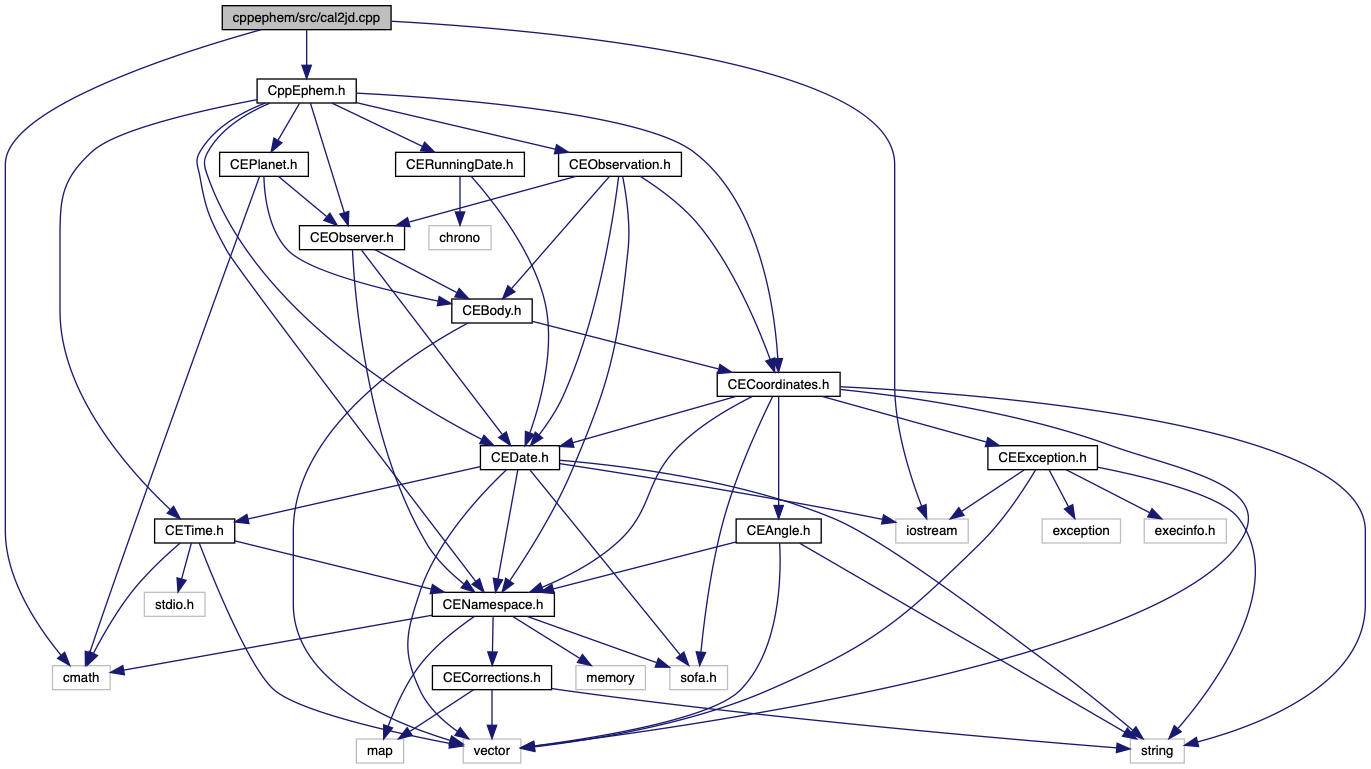 cppephem/src/cal2jd.cpp
CppEphem.h
CEPlanet.h
CERunningDate.h
CEObservation.h
CEObserver.h
chrono
CEBody.h
CECoordinates.h
CEDate.h
CEException.h
CETime.h
CEAngle.h
iostream
exception
execinfo.h
stdio.h
CENamespace.h
cmath
CECorrections.h
memory
sofa.h
map
vector
string